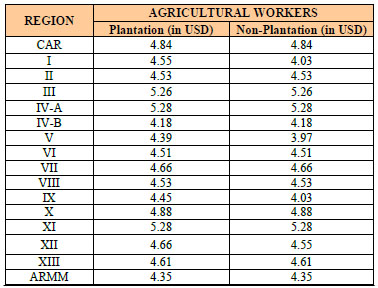 REGION AGRICULTURAL WORKERS
Plantation (in USD) Non-Plantation (in USD)
CAR 4.84 4.84
I 4.55 4.03
II 4.53 4.53
III 5.26 5.26
IV-A 5.28 5.28
IV-B 4.18 4.18
V 4.39 3.97
VI 4.51 4.51
VII 4.66 4.66
VIII 4.53 4.53
IX 4.45 4.03
X 4.88 4.88
XI 5.28 5.28
XII 4.66 4.55
XIII 4.61 4.61
ARMM 4.35 4.35